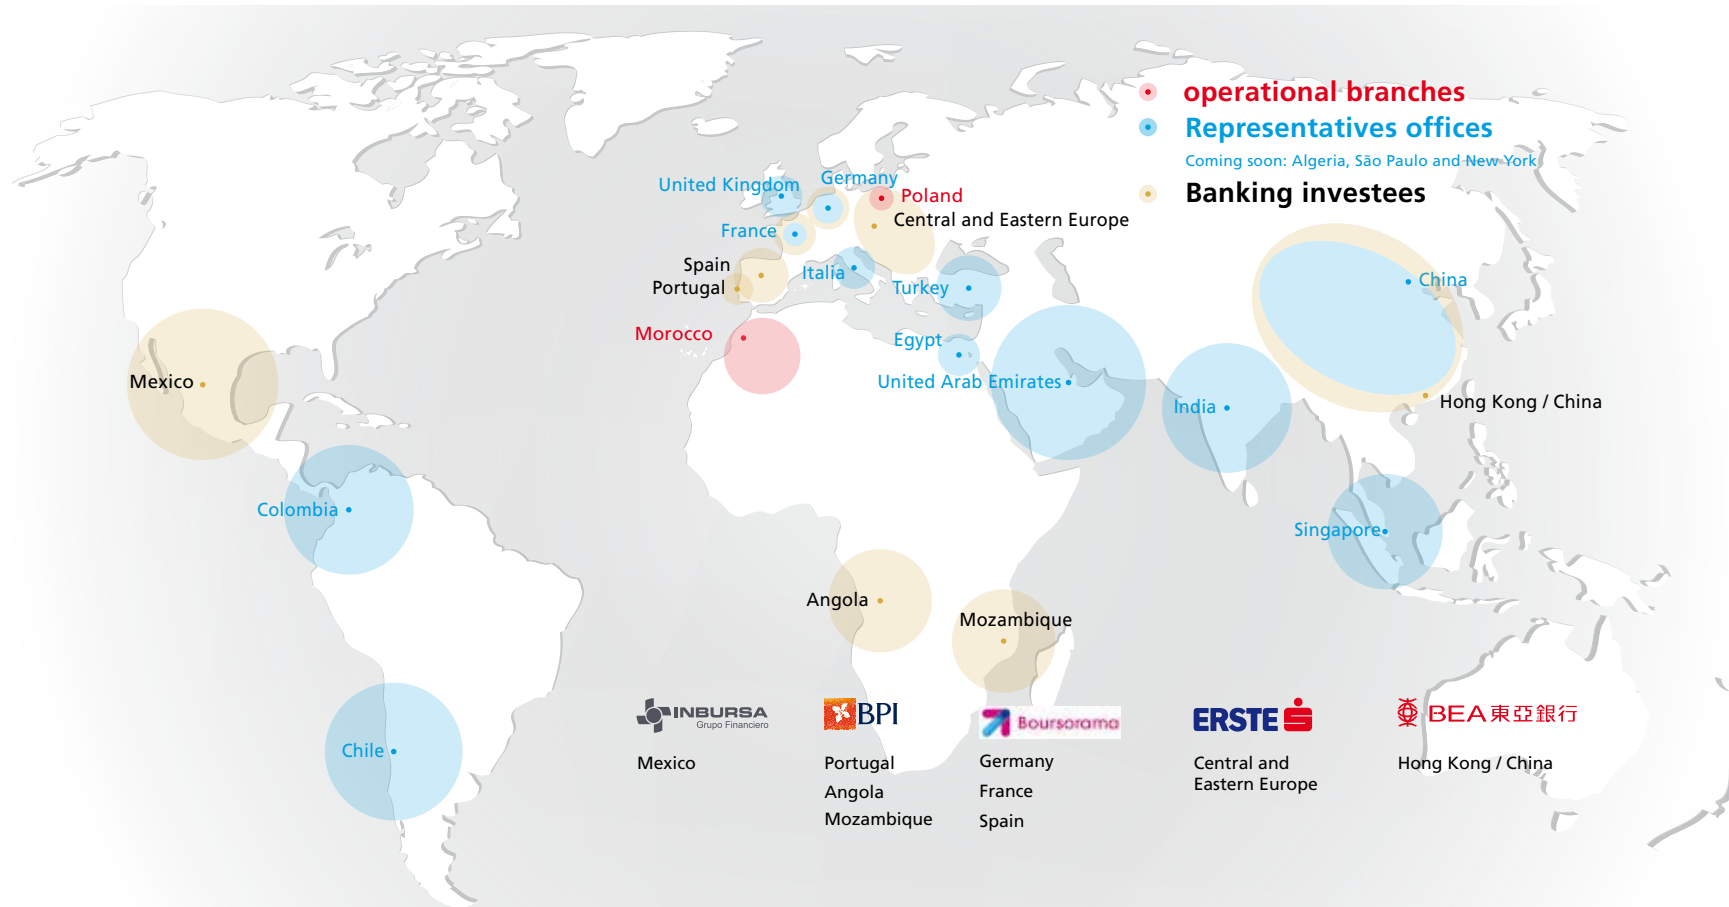 operational branches
Representatives offices
Coming soon: Algeria, São Paulo and New York
Banking investees
United Kingdom
Germany
Poland
Central and Eastern Europe
France
Spain
Portugal
Italia
Turkey
China
Morocco
Egypt
United Arab Emirates
Mexico
India
Hong Kong / China
Colombia
Singapore
Angola
Mozambique
Chile
INBURSA
Grupo Financiero
Mexico
BPI
Portugal
Angola
Mozambique
Boursorama
Germany
France
Spain
ERSTE
Central and
Eastern Europe
BEA東亞銀行
Hong Kong / China